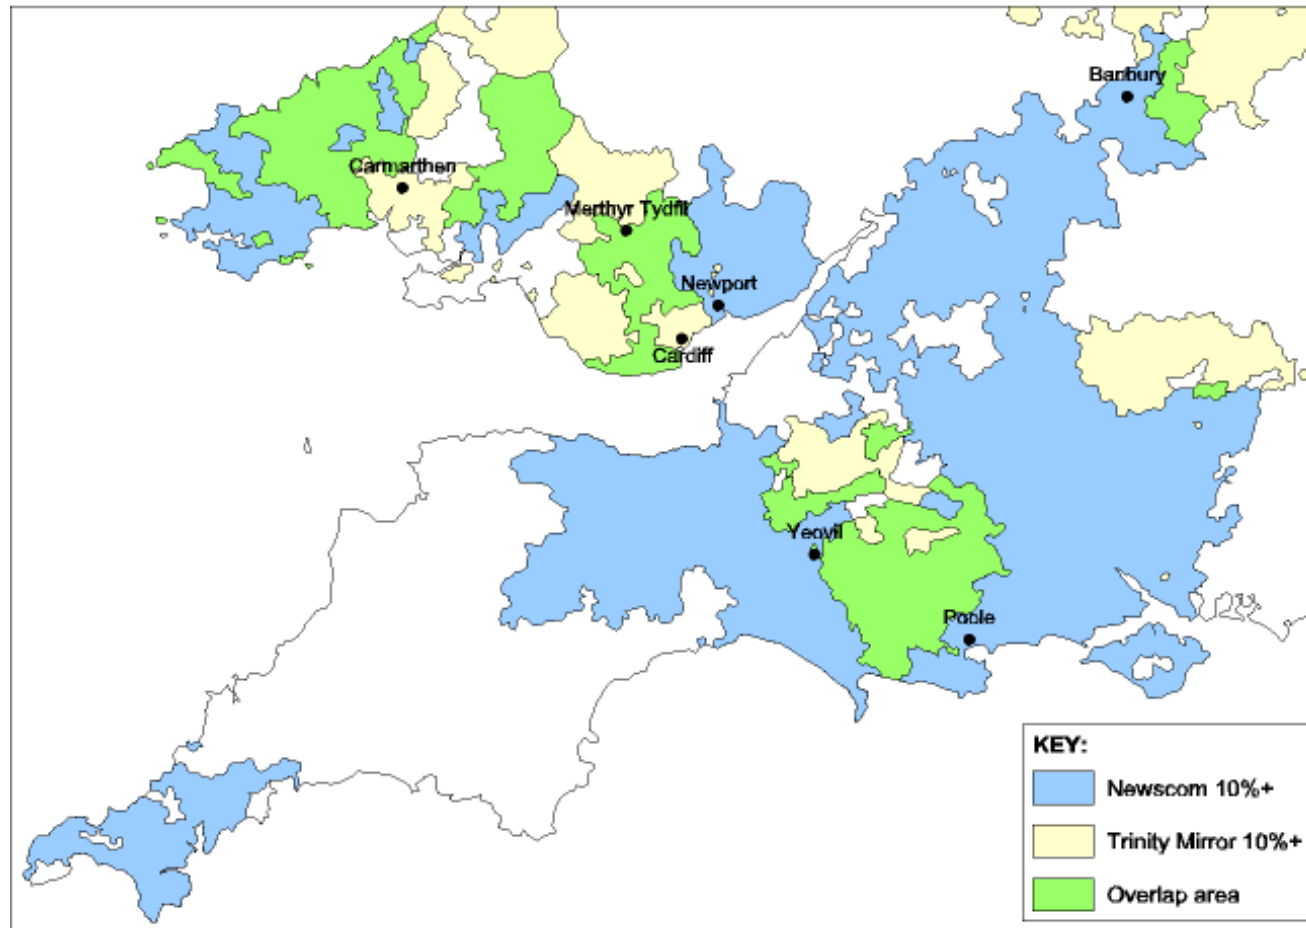 Banbury
Carmarthen
Merthyr Tydfil
Newport
Cardiff
Yeovil
Poole
KEY:
Newscom 10%+
Trinity Mirror 10%+
Overlap area